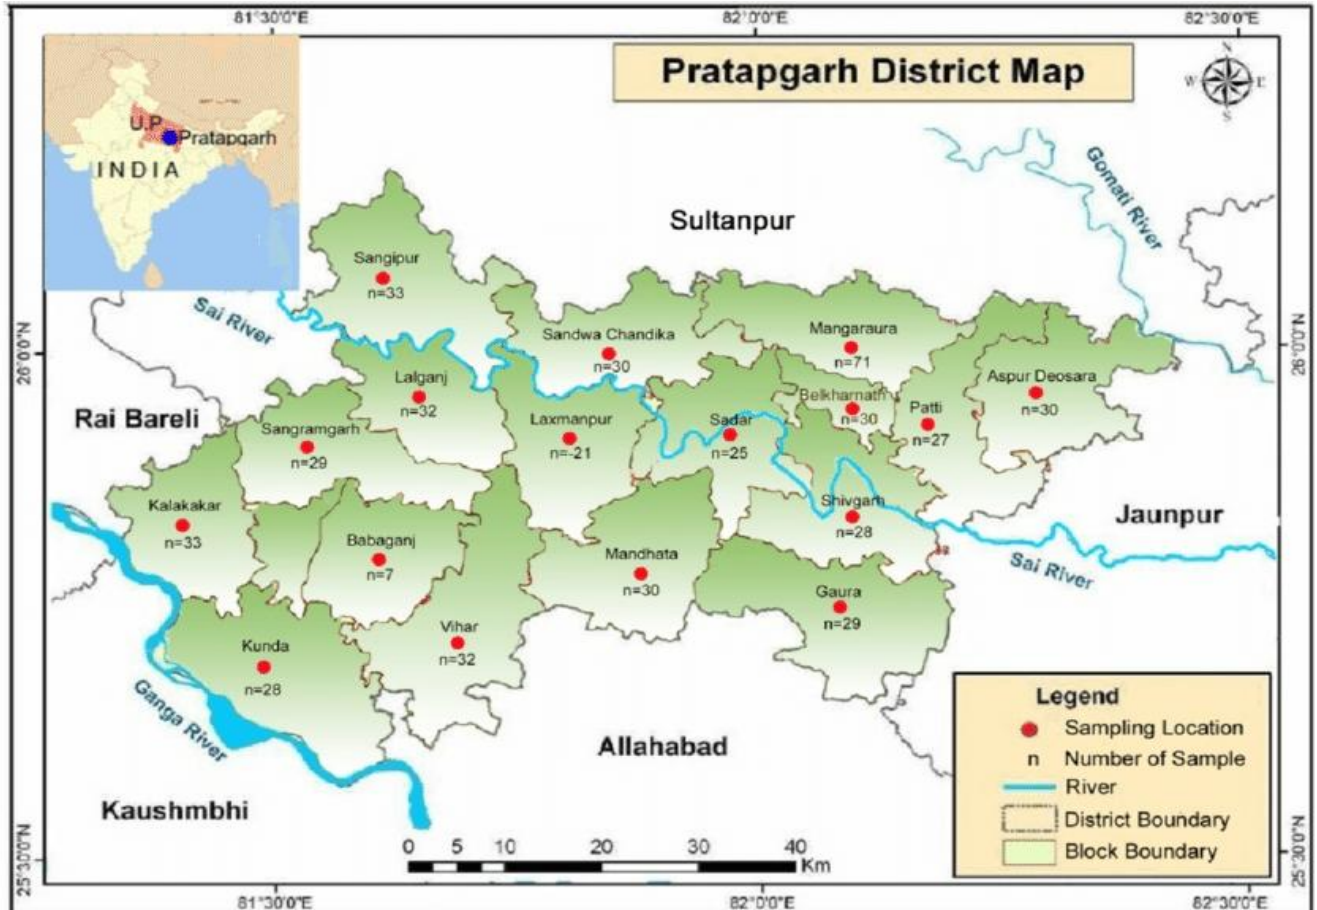 81°30'0"E 82°0'0"E 82°30'0"E
Pratapgarh District Map
N
W E
S
U.P
Pratapgarh
INDIA
Gomati River
Sultanpur
Sangipur
n=33
Sai River
26°0'0"N
26°0'0"N
Sandwa Chandika
n=30
Mangaraura
n=71
Lalganj
n=32
Aspur Deosara
n=30
Belkharnath
n=30
Rai Bareli
Laxmanpur
n=-21
Sadar
n=25
Patti
n=27
Sangramgarh
n=29
Kalakakar
n=33
Shivgarh
n=28
Jaunpur
Babaganj
n=7
Mandhata
n=30
Sai River
Gaura
n=29
Vihar
n=32
Kunda
n=28
Ganga River
Allahabad
Kaushmbhi
Legend
Sampling Location
n Number of Sample
River
District Boundary
Block Boundary
0 5 10 20 30 40
Km
25°30'0"N
25°30'0"N
81°30'0"E 82°0'0"E 82°30'0"E